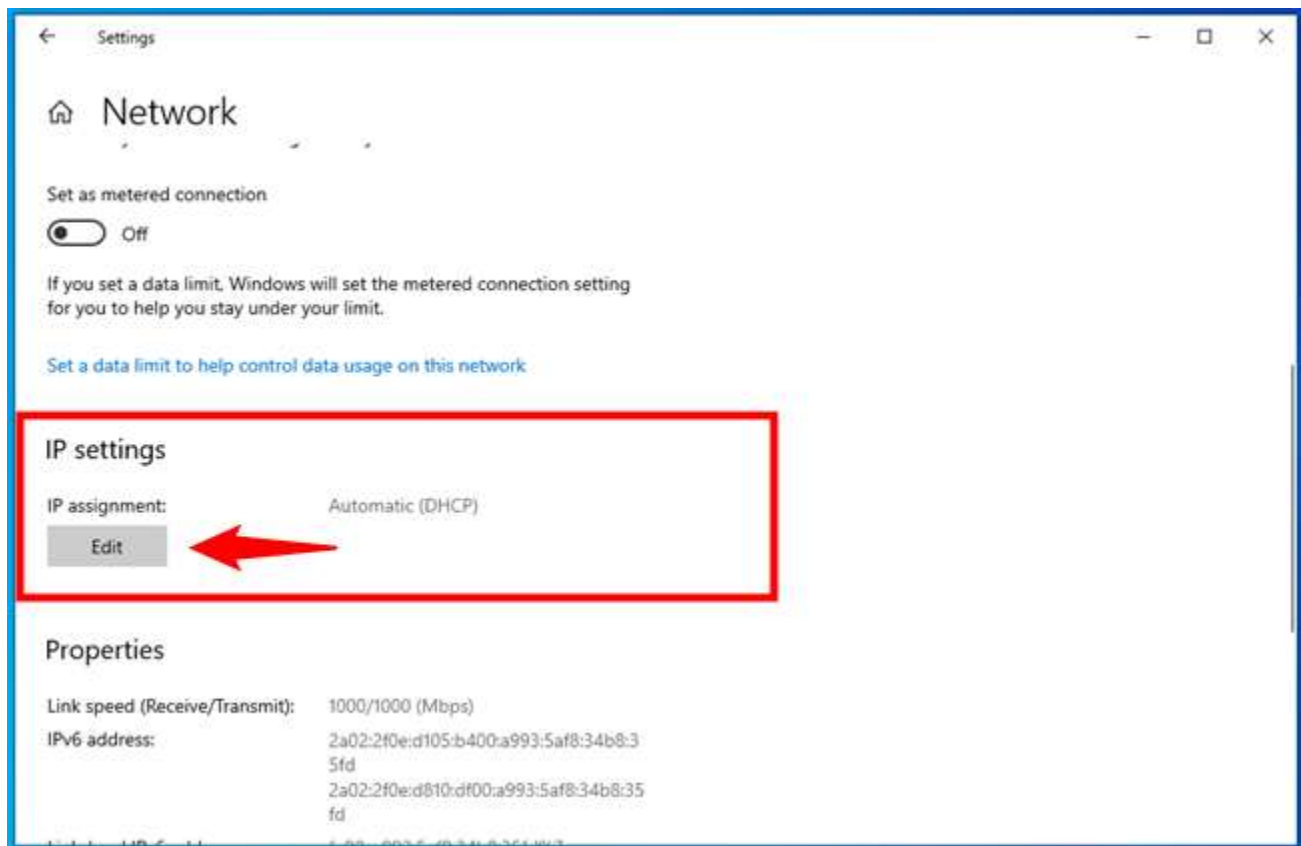 Settings
Network
Set as metered connection
Off
If you set a data limit, Windows will set the metered connection setting
for you to help you stay under your limit.
Set a data limit to help control data usage on this network
IP settings
IP assignment:
Automatic (DHCP)
Edit
Properties
Link speed (Receive/Transmit):
1000/1000 (Mbps)
IPv6 address:
2a02:2f0e:d105:b400:a993:5af8:34b8:3
5fd
2a02:2f0e:d810:df00:a993:5af8:34b8:35
fd